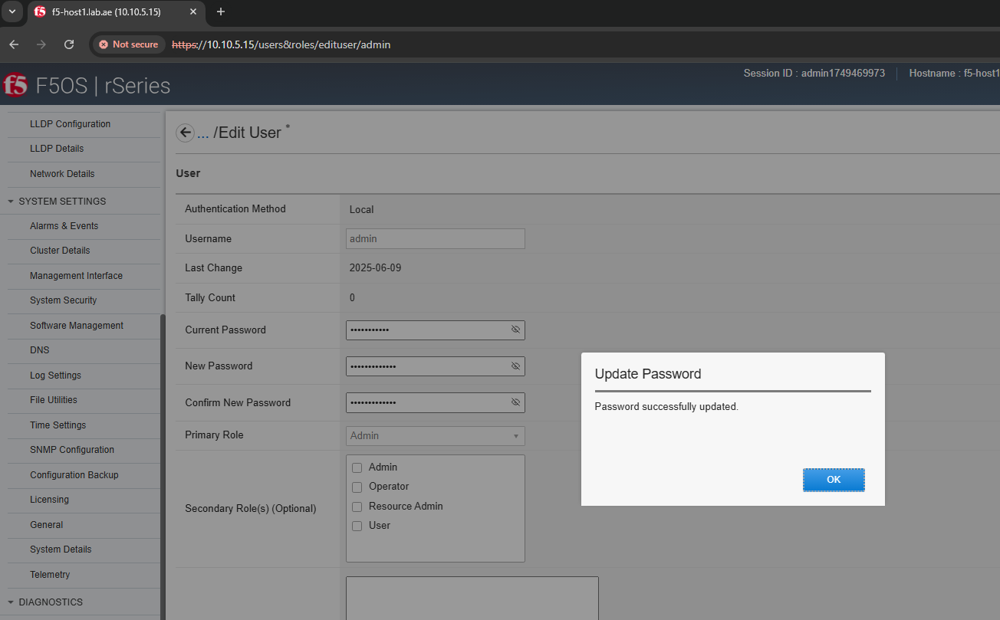 f5 f5-host1.lab.ae (10.10.5.15)
Not secure https://10.10.5.15/users&roles/edituser/admin
f5 F5OS | rSeries
Session ID : admin1749469973
Hostname : f5-host1
LLDP Configuration
LLDP Details
Network Details
SYSTEM SETTINGS
Alarms & Events
Cluster Details
Management Interface
System Security
Software Management
DNS
Log Settings
File Utilities
Time Settings
SNMP Configuration
Configuration Backup
Licensing
General
System Details
Telemetry
DIAGNOSTICS
... /Edit User *
User
Authentication Method Local
Username admin
Last Change 2025-06-09
Tally Count 0
Current Password •••••••••••
New Password •••••••••••••
Confirm New Password •••••••••••••
Primary Role Admin
Secondary Role(s) (Optional)
Admin
Operator
Resource Admin
User
Update Password
Password successfully updated.
OK